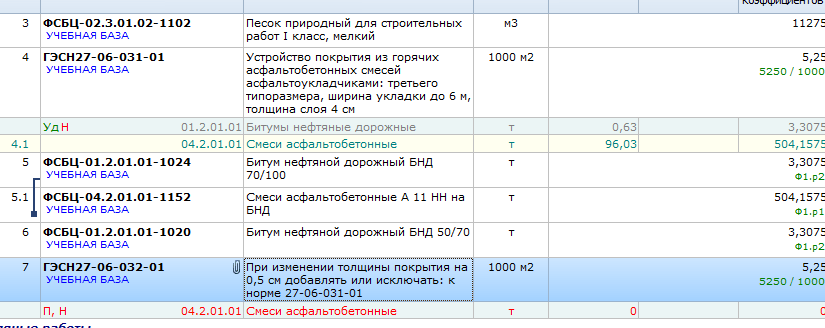 коэффициентов
3 ФСБЦ-02.3.01.02-1102 Песок природный для строительных м3 11275
УЧЕБНАЯ БАЗА работ I класс, мелкий
4 ГЭСН27-06-031-01 Устройство покрытия из горячих 1000 м2 5,25
УЧЕБНАЯ БАЗА асфальтобетонных смесей 5250 / 1000
асфальтоукладчиками: третьего
типоразмера, ширина укладки до 6 м,
толщина слоя 4 см
Уд Н 01.2.01.01 Битумы нефтяные дорожные т 0,63 3,3075
4.1 04.2.01.01 Смеси асфальтобетонные т 96,03 504,1575
5 ФСБЦ-01.2.01.01-1024 Битум нефтяной дорожный БНД т 3,3075
УЧЕБНАЯ БАЗА 70/100 Ф1.р2
5.1 ФСБЦ-04.2.01.01-1152 Смеси асфальтобетонные А 11 НН на т 504,1575
УЧЕБНАЯ БАЗА БНД Ф1.р1
6 ФСБЦ-01.2.01.01-1020 Битум нефтяной дорожный БНД 50/70 т 3,3075
УЧЕБНАЯ БАЗА Ф1.р2
7 ГЭСН27-06-032-01 При изменении толщины покрытия на 1000 м2 5,25
УЧЕБНАЯ БАЗА 0,5 см добавлять или исключать: к 5250 / 1000
норме 27-06-031-01
П, Н 04.2.01.01 Смеси асфальтобетонные т 0 0
работы